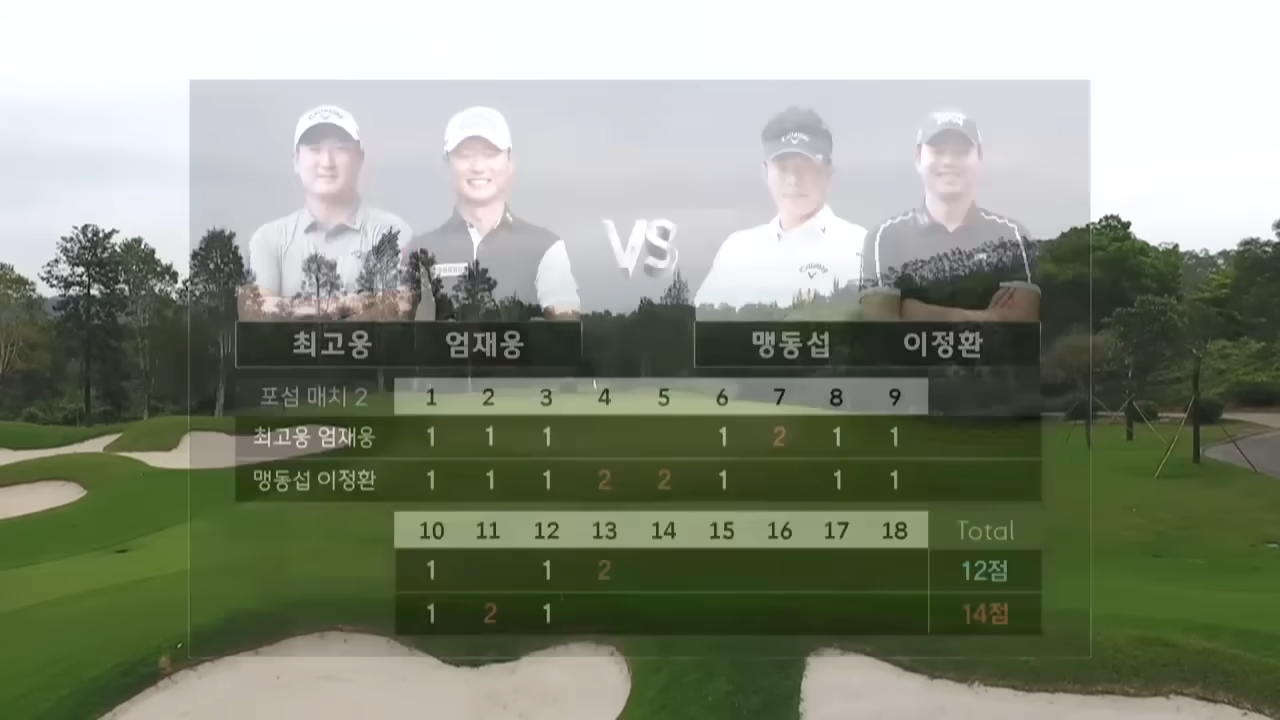 VS
최고웅 엄재웅 맹동섭 이정환
포섬 매치 2 1 2 3 4 5 6 7 8 9
최고웅 엄재웅 1 1 1 1 2 1 1
맹동섭 이정환 1 1 1 2 2 1 1 1
10 11 12 13 14 15 16 17 18 Total
1 1 2 12점
1 2 1 14점